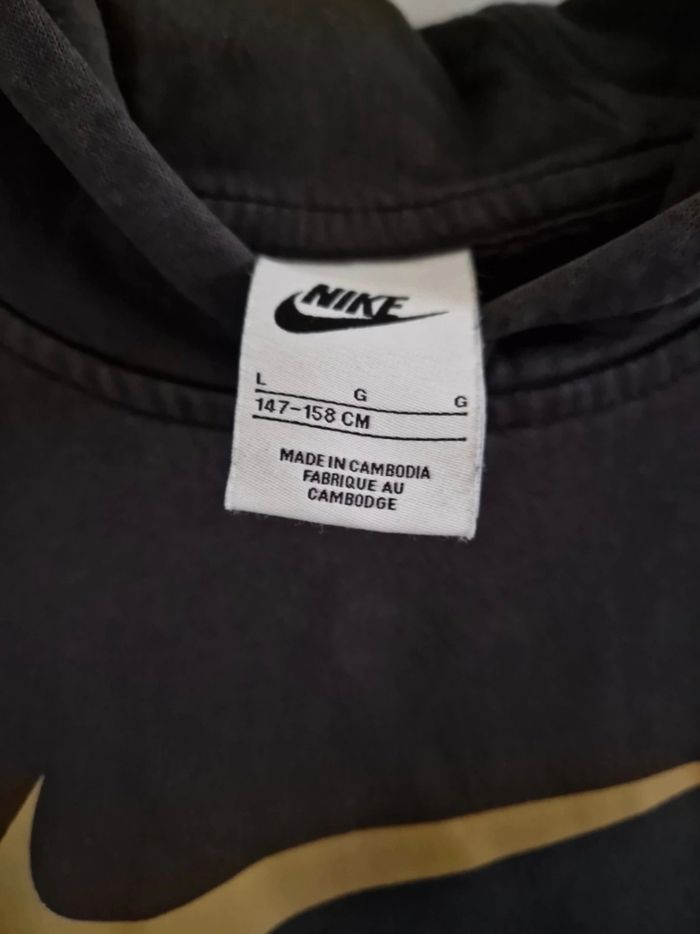 NIKE
L G G
147-158 CM
MADE IN CAMBODIA
FABRIQUE AU
CAMBODGE